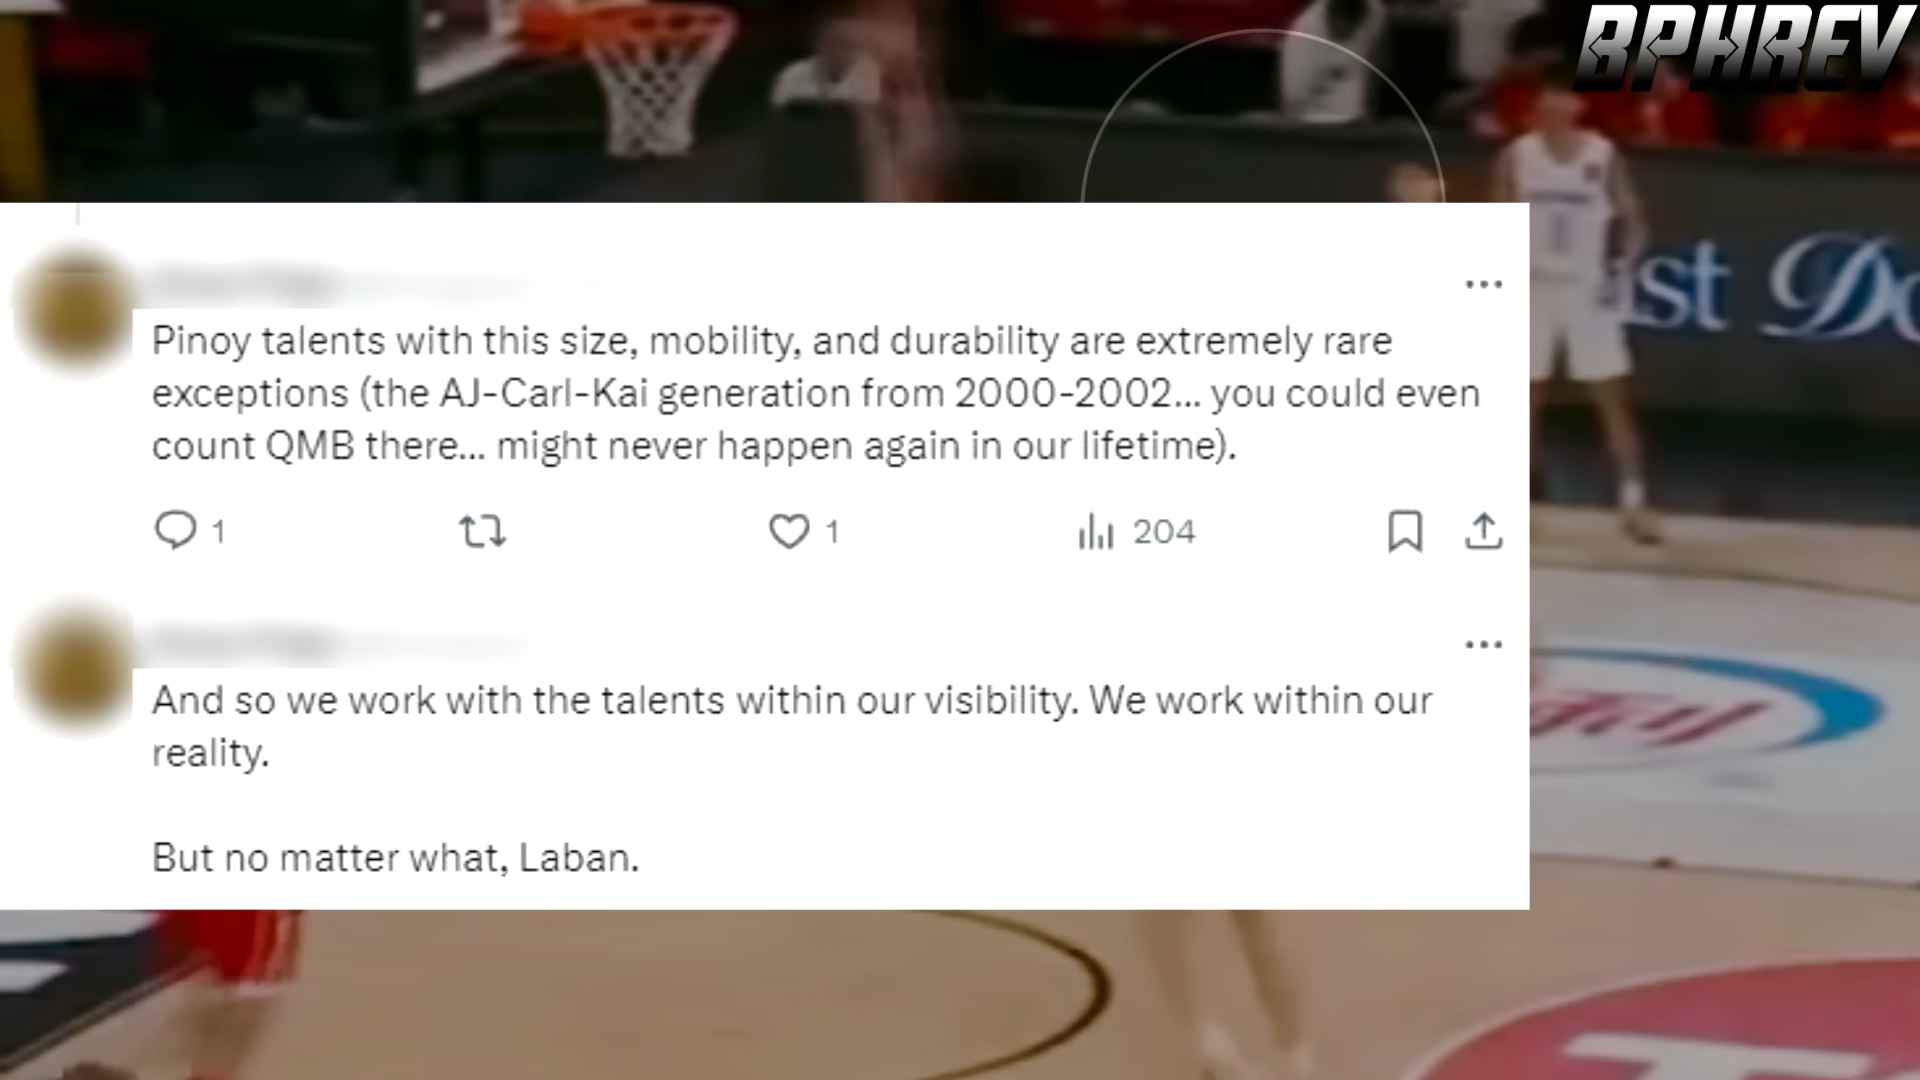 BPHREV
Pinoy talents with this size, mobility, and durability are extremely rare
exceptions (the AJ-Carl-Kai generation from 2000-2002... you could even
count QMB there... might never happen again in our lifetime).
1
1
204
And so we work with the talents within our visibility. We work within our
reality.
But no matter what, Laban.